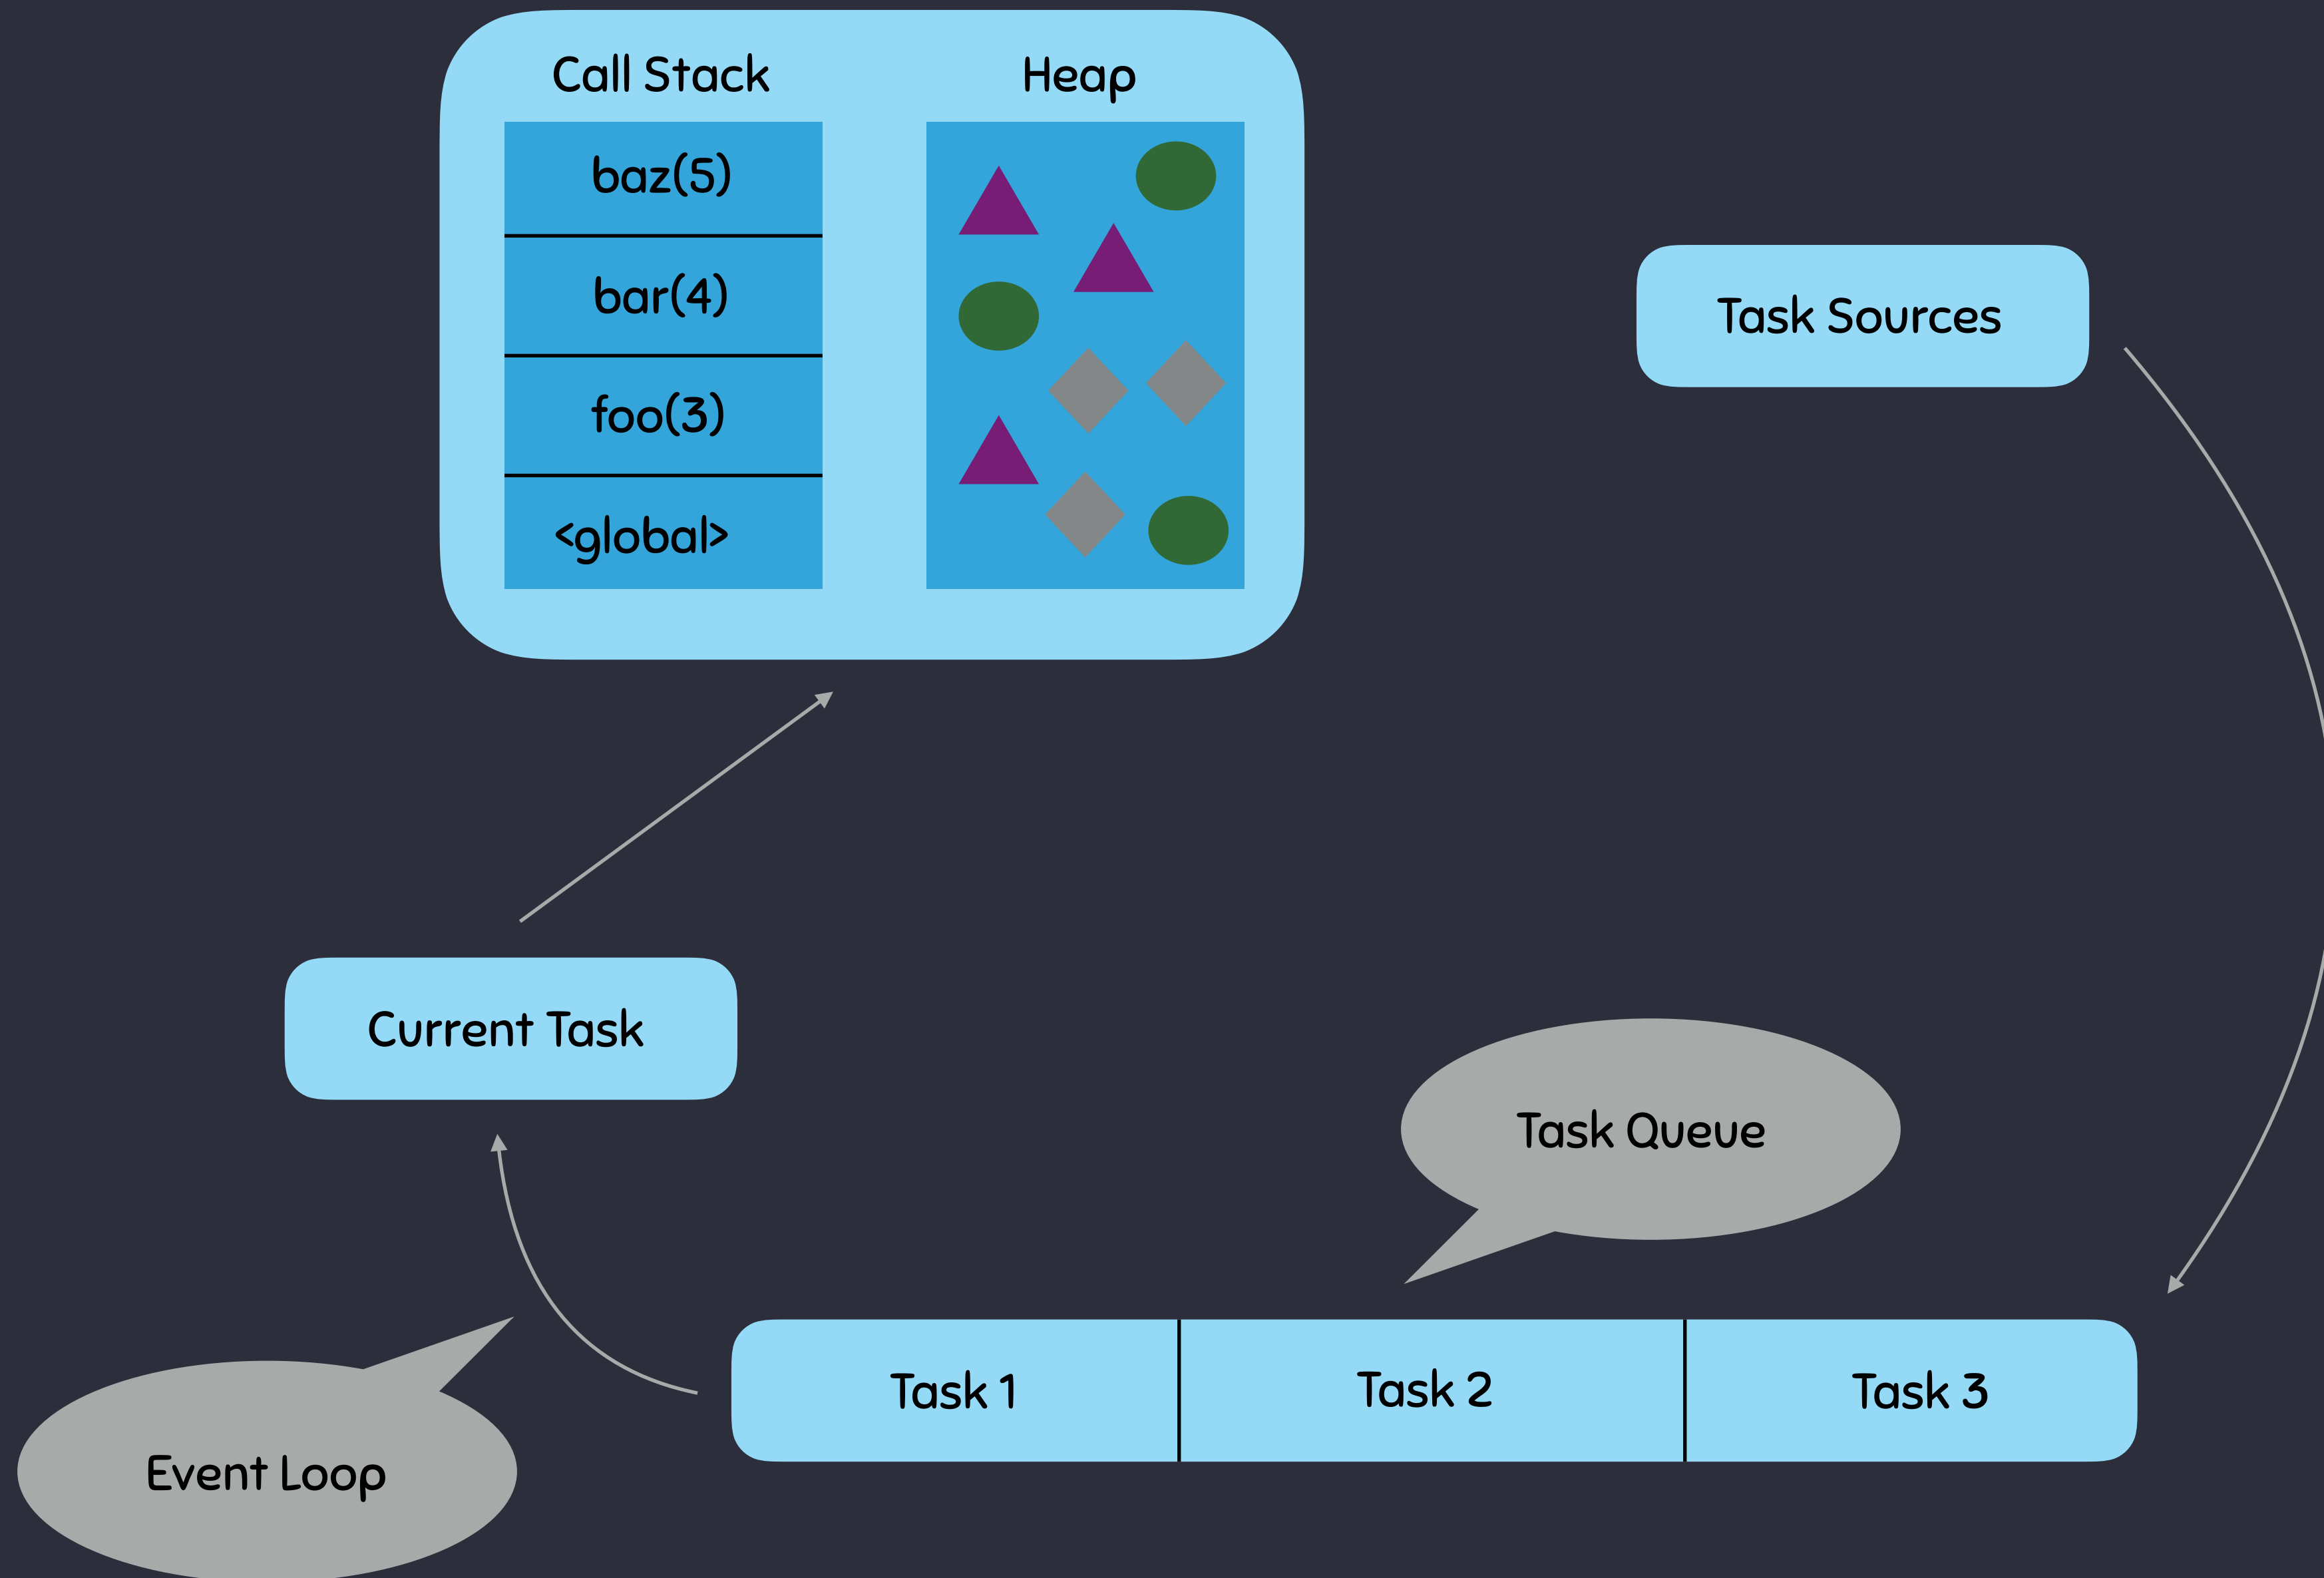 Call Stack
Heap
baz(5)
bar(4)
foo(3)
<global>
Task Sources
Current Task
Task Queue
Task 1
Task 2
Task 3
Event Loop